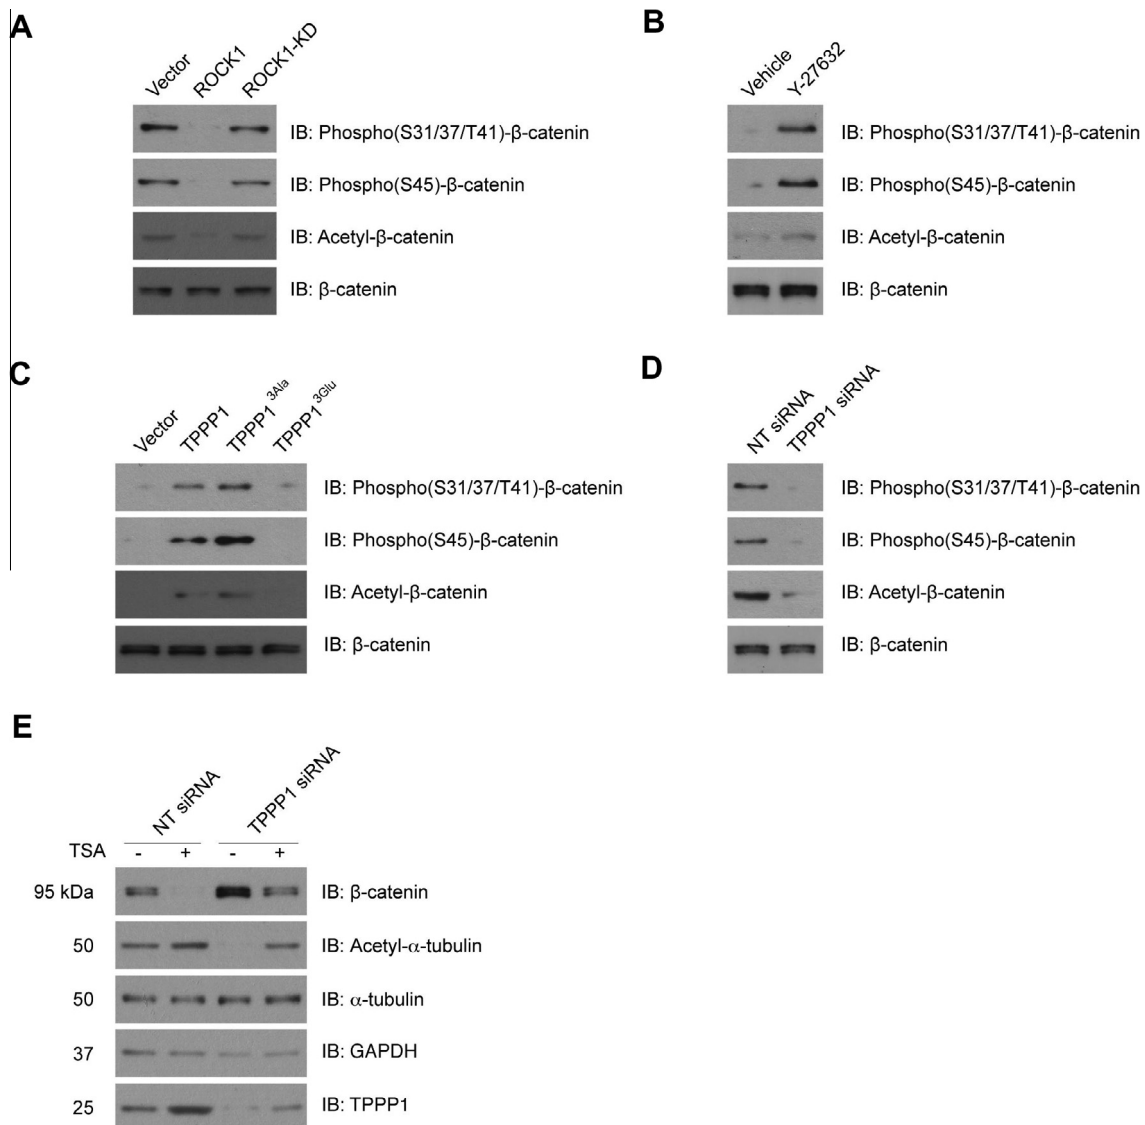 A
Vector
ROCK1
ROCK1-KD
IB: Phospho(S31/37/T41)-β-catenin
IB: Phospho(S45)-β-catenin
IB: Acetyl-β-catenin
IB: β-catenin
B
Vehicle
Y-27632
IB: Phospho(S31/37/T41)-β-catenin
IB: Phospho(S45)-β-catenin
IB: Acetyl-β-catenin
IB: β-catenin
C
Vector
TPPP1
TPPP1 3Ala
TPPP1 3Glu
IB: Phospho(S31/37/T41)-β-catenin
IB: Phospho(S45)-β-catenin
IB: Acetyl-β-catenin
IB: β-catenin
D
NT siRNA
TPPP1 siRNA
IB: Phospho(S31/37/T41)-β-catenin
IB: Phospho(S45)-β-catenin
IB: Acetyl-β-catenin
IB: β-catenin
E
NT siRNA
TPPP1 siRNA
TSA - + - +
95 kDa IB: β-catenin
50 IB: Acetyl-α-tubulin
50 IB: α-tubulin
37 IB: GAPDH
25 IB: TPPP1